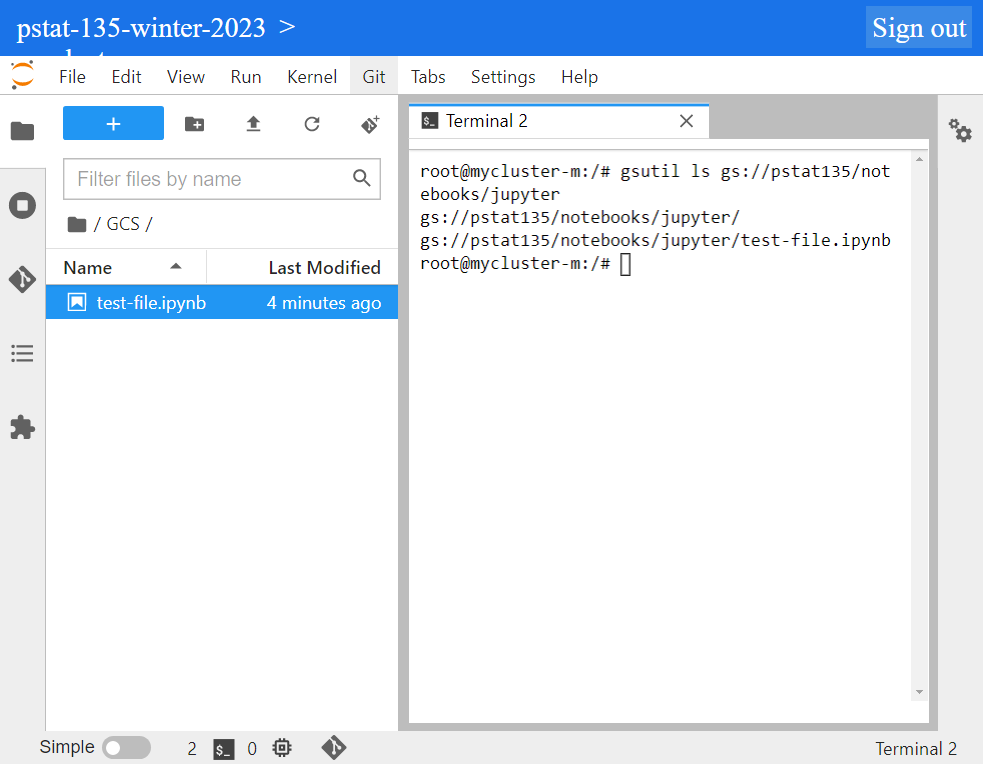 pstat-135-winter-2023 >
Sign out
File Edit View Run Kernel Git Tabs Settings Help
+
Filter files by name
/ GCS /
Name Last Modified
test-file.ipynb 4 minutes ago
$_ Terminal 2
root@mycluster-m:/# gsutil ls gs://pstat135/not
ebooks/jupyter
gs://pstat135/notebooks/jupyter/
gs://pstat135/notebooks/jupyter/test-file.ipynb
root@mycluster-m:/#
Simple 2 $_ 0 Terminal 2